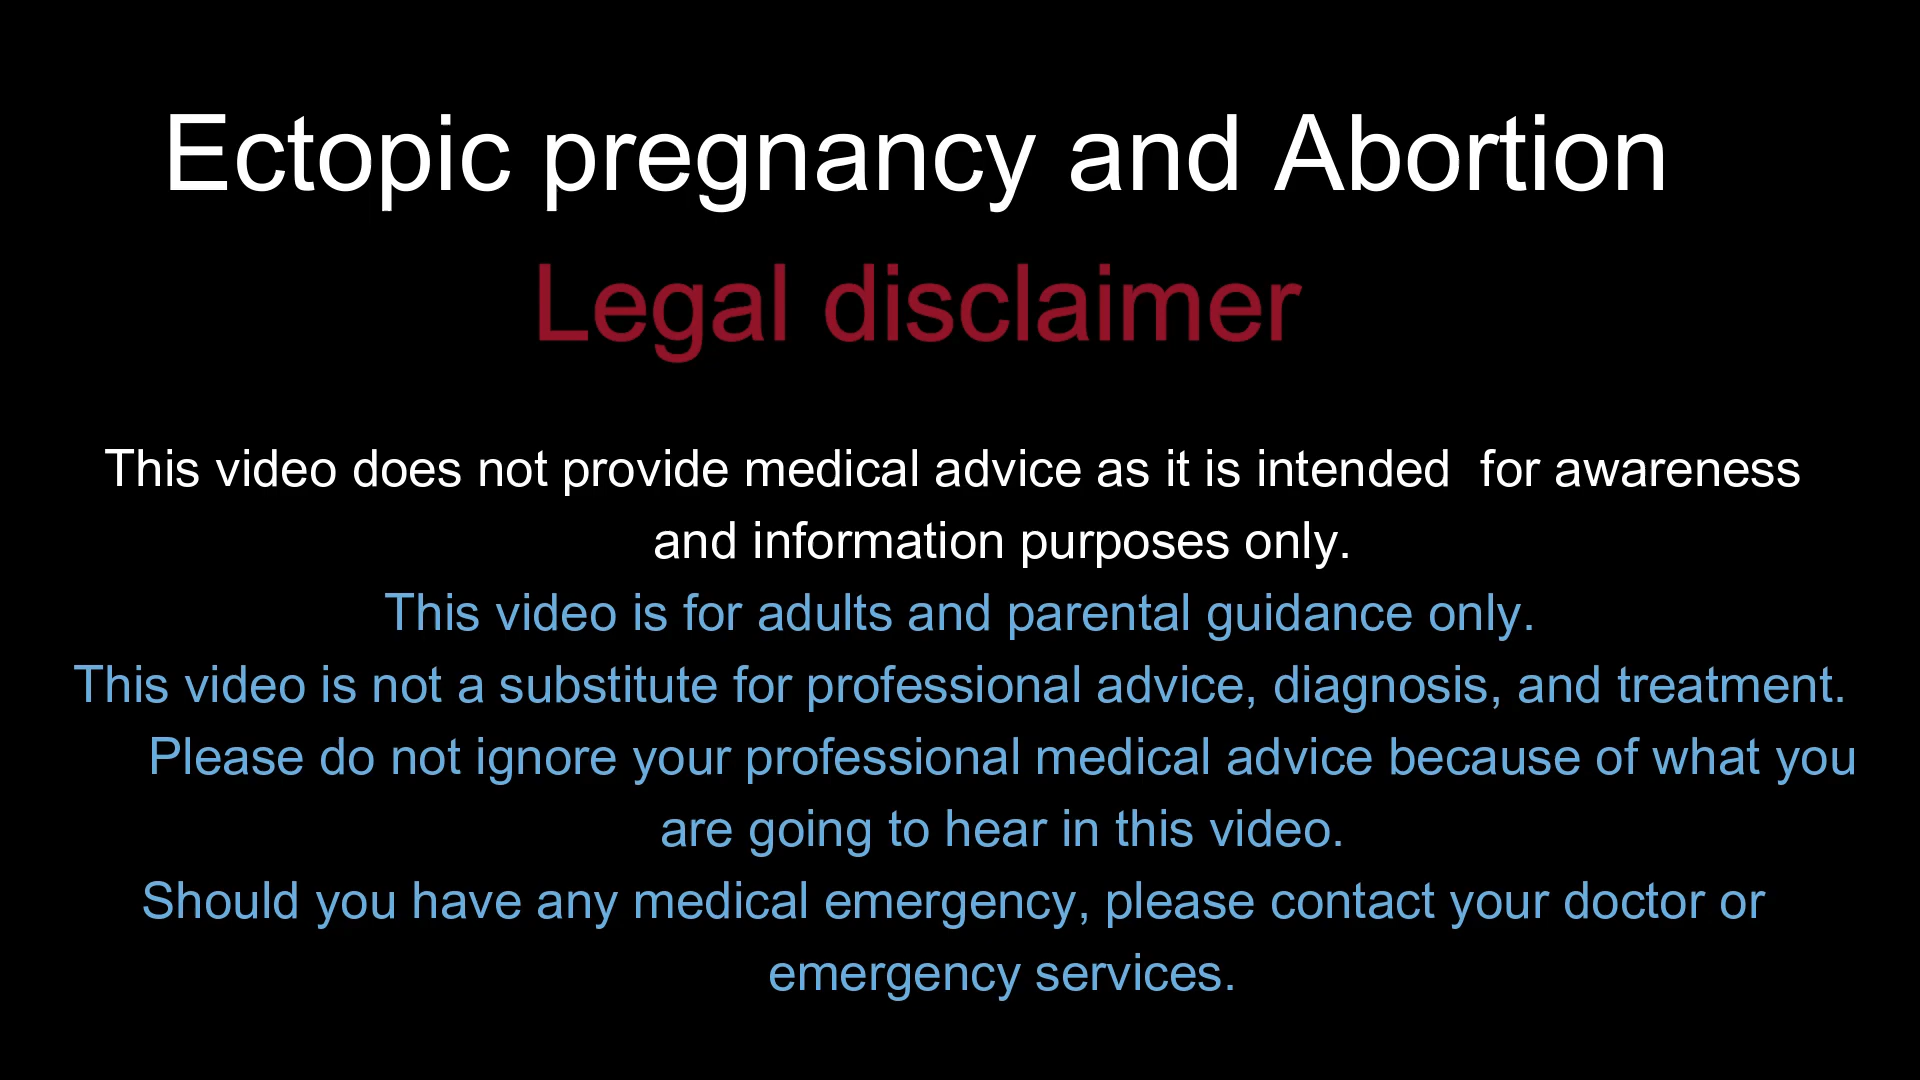 Ectopic pregnancy and Abortion
Legal disclaimer
This video does not provide medical advice as it is intended  for awareness
and information purposes only.
This video is for adults and parental guidance only.
This video is not a substitute for professional advice, diagnosis, and treatment.
Please do not ignore your professional medical advice because of what you
are going to hear in this video.
Should you have any medical emergency, please contact your doctor or
emergency services.